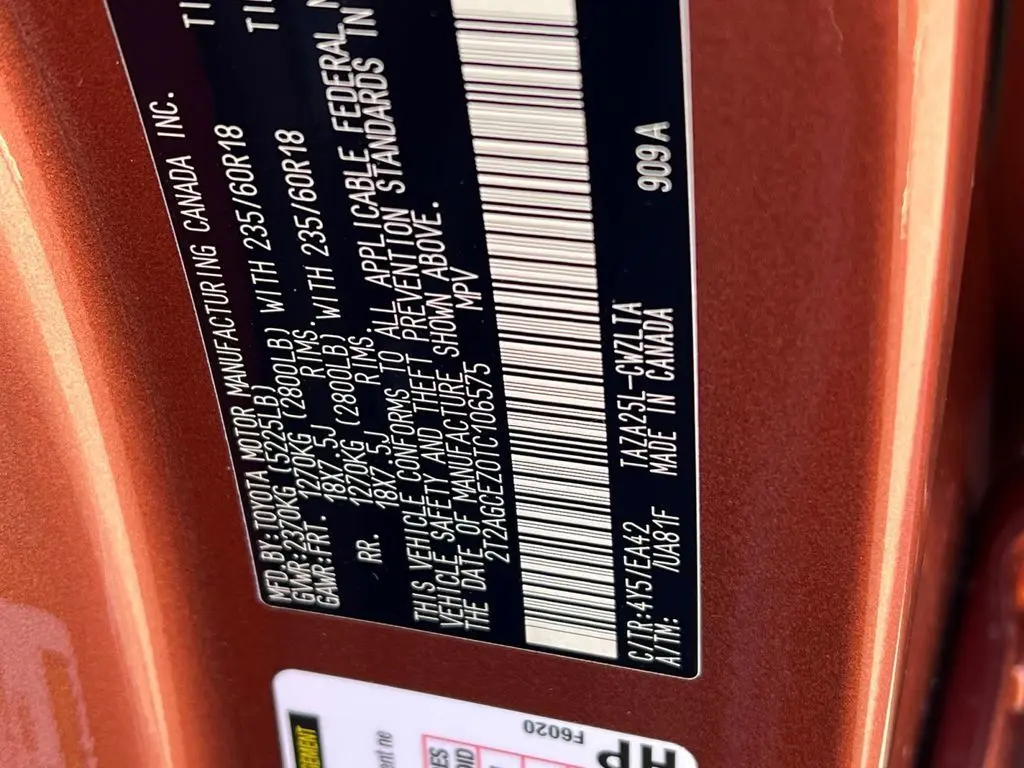 MFD.BY:TOYOTA MOTOR MANUFACTURING CANADA INC.
GVWR:2370KG (5225LB)
GAWR:FRT. 1270KG (2800LB) WITH 235/60R18
18X7.5J RIMS.
RR. 1270KG (2800LB) WITH 235/60R18
18X7.5J RIMS.
THIS VEHICLE CONFORMS TO ALL APPLICABLE FEDERAL
VEHICLE SAFETY AND THEFT PREVENTION STANDARDS IN
THE DATE OF MANUFACTURE SHOWN ABOVE.
2T2AGCEZ0TC106575 MPV
C/TR:4Y5/EA42 TAZA25L-CWZLTA 909A
A/TM: /UA81F MADE IN CANADA
F6020